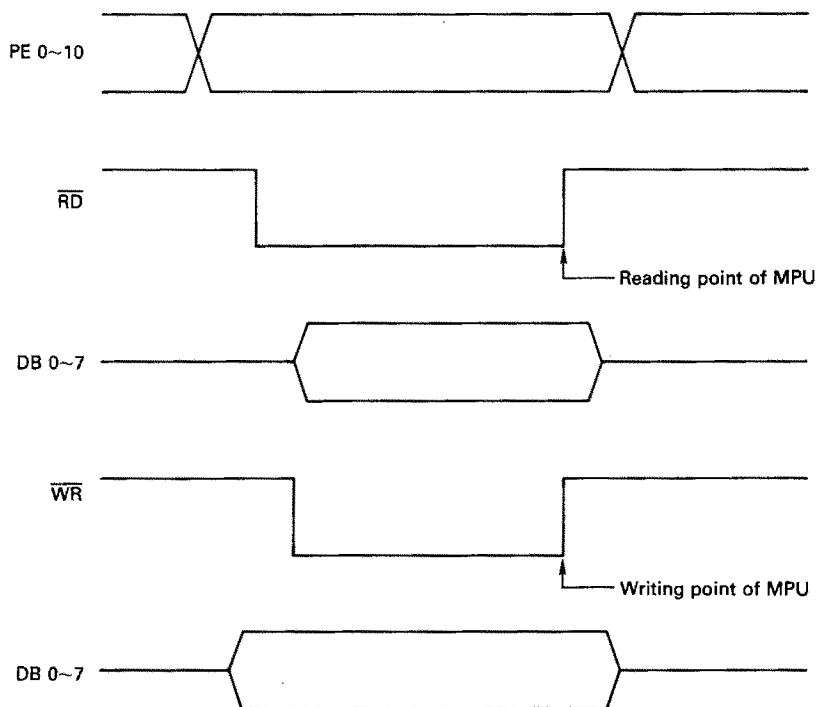 PE 0~10
RD
Reading point of MPU
DB 0~7
WR
Writing point of MPU
DB 0~7